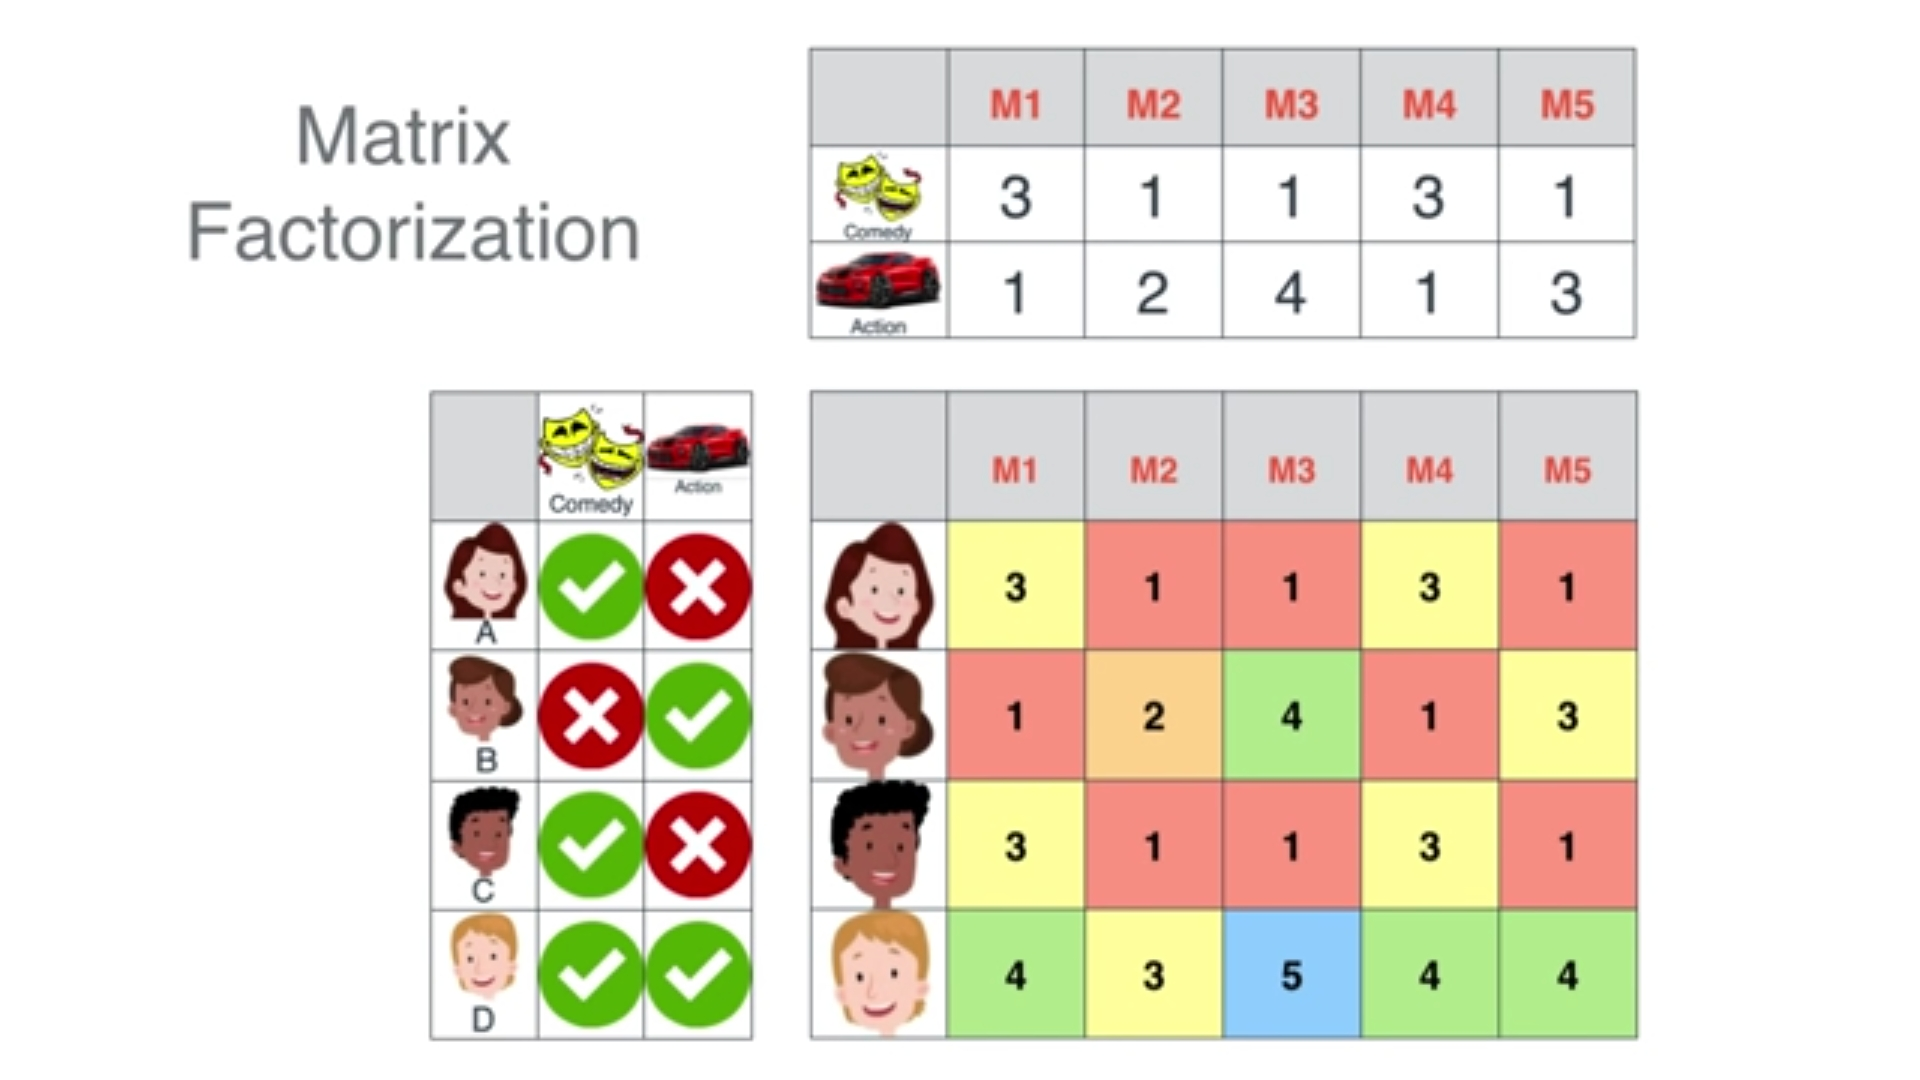 Matrix
Factorization
M1 M2 M3 M4 M5
Comedy 3 1 1 3 1
Action 1 2 4 1 3
Comedy Action
M1 M2 M3 M4 M5
A
3 1 1 3 1
B
1 2 4 1 3
C
3 1 1 3 1
D
4 3 5 4 4